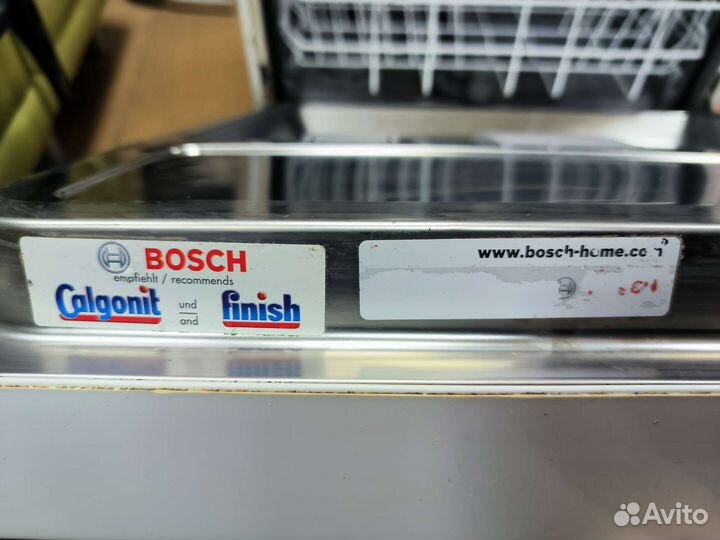 BOSCH
empfiehlt / recommends
Calgonit und finish
and
www.bosch-home.com
Avito